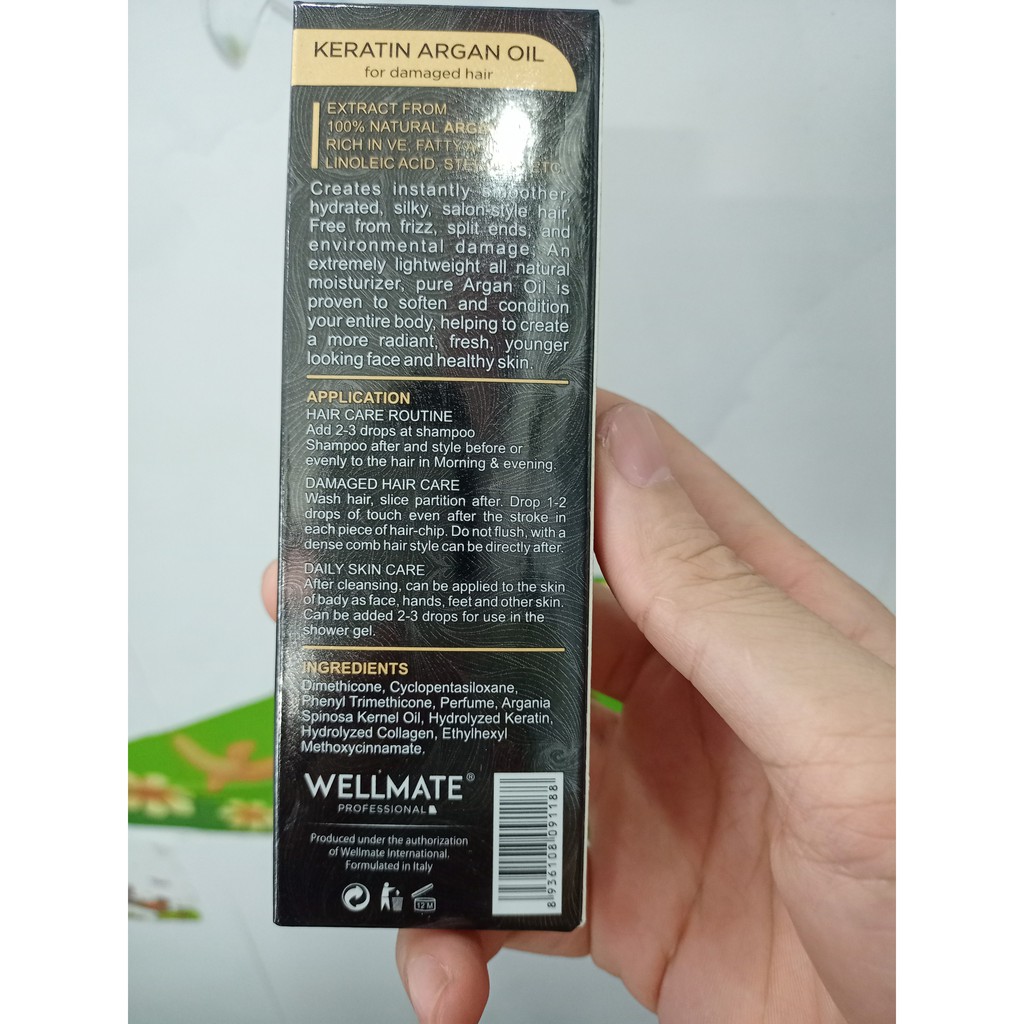 KERATIN ARGAN OIL
for damaged hair
EXTRACT FROM
100% NATURAL
RICH IN VE, FATTY
LINOLEIC ACID,
Creates instantly smoother,
hydrated, silky, salon-style hair.
Free from frizz, split ends, and
environmental damage. An
extremely lightweight all natural
moisturizer, pure Argan Oil is
proven to soften and condition
your entire body, helping to create
a more radiant, fresh, younger
looking face and healthy skin.
APPLICATION
HAIR CARE ROUTINE
Add 2-3 drops at shampoo
Shampoo after and style before or
evenly to the hair in Morning & evening.
DAMAGED HAIR CARE
Wash hair, slice partition after. Drop 1-2
drops of touch even after the stroke in
each piece of hair-chip. Do not flush, with a
dense comb hair style can be directly after.
DAILY SKIN CARE
After cleansing, can be applied to the skin
of bady as face, hands, feet and other skin.
Can be added 2-3 drops for use in the
shower gel.
INGREDIENTS
Dimethicone, Cyclopentasiloxane,
Phenyl Trimethicone, Perfume, Argania
Spinosa Kernel Oil, Hydrolyzed Keratin,
Hydrolyzed Collagen, Ethylhexyl
Methoxycinnamate.
WELLMATE®
PROFESSIONAL
Produced under the authorization
of Wellmate International.
Formulated in Italy
12 M
8 936108 091188